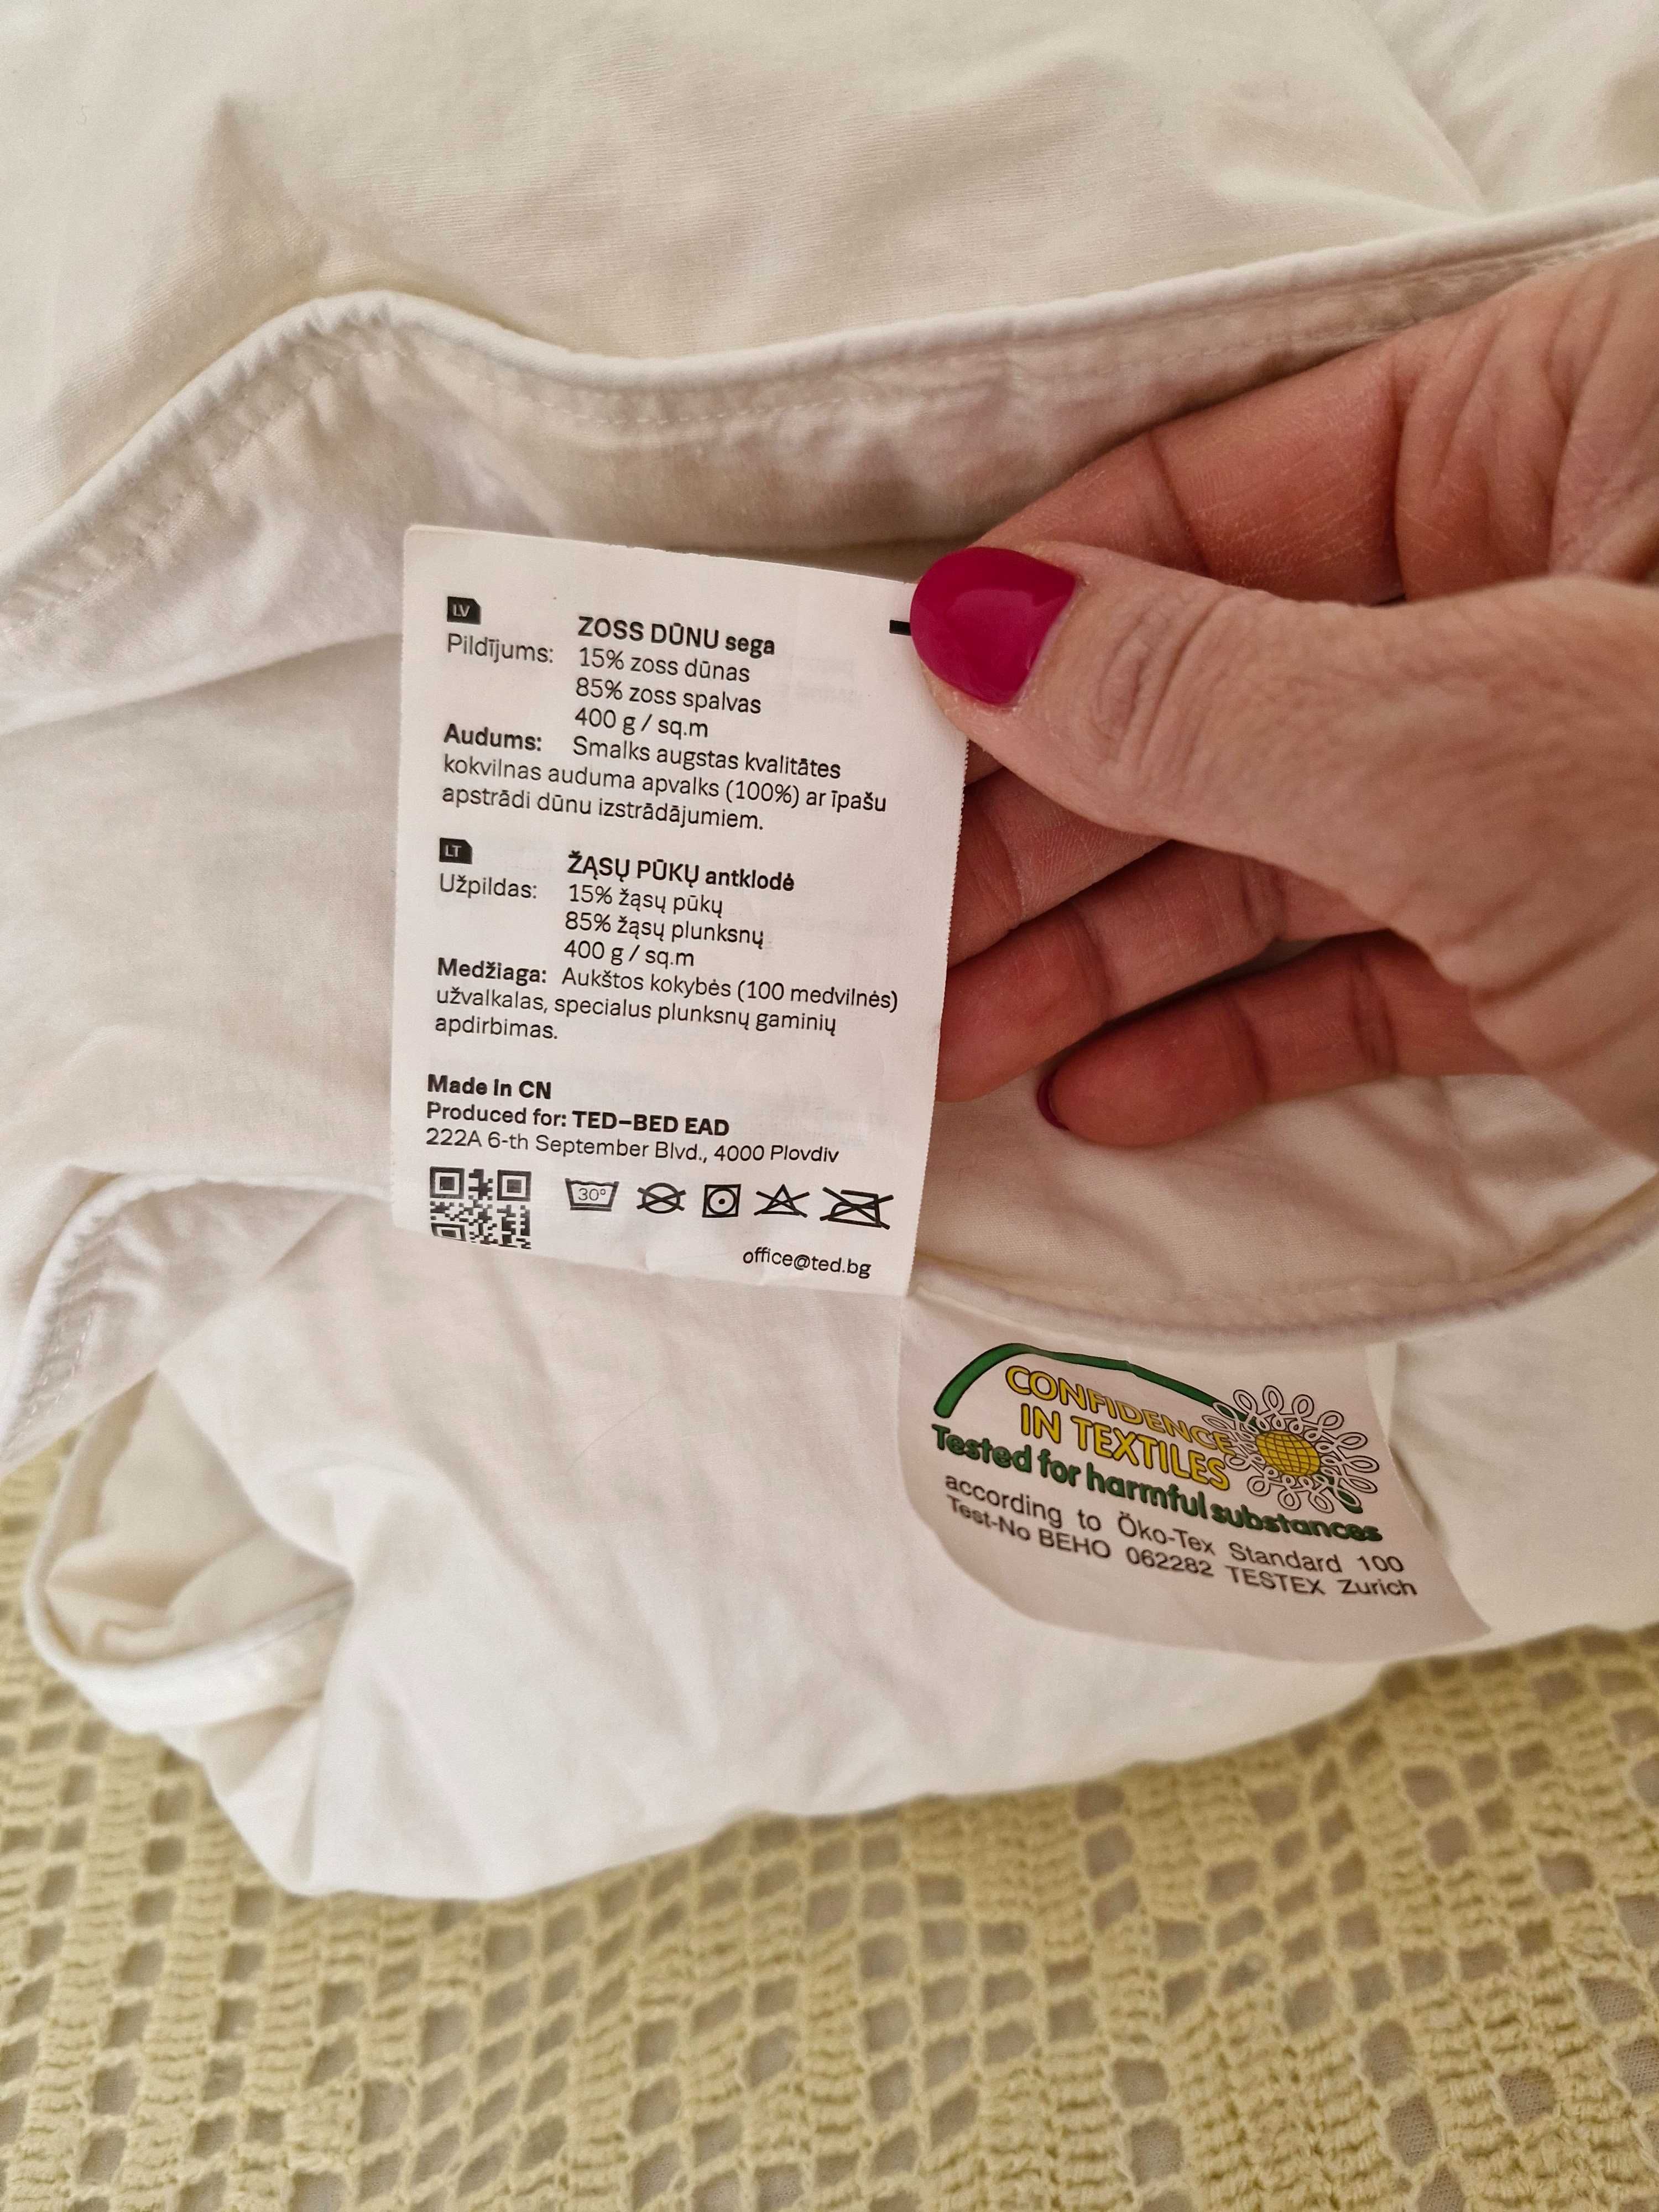 LV
ZOSS DŪNU sega
Pildījums: 15% zoss dūnas
85% zoss spalvas
400 g / sq.m
Audums: Smalks augstas kvalitātes
kokvilnas auduma apvalks (100%) ar īpašu
apstrādi dūnu izstrādājumiem.
LT
ŽĄSŲ PŪKŲ antklodė
Užpildas: 15% žąsų pūkų
85% žąsų plunksnų
400 g / sq.m
Medžiaga: Aukštos kokybės (100 medvilnės)
užvalkalas, specialus plunksnų gaminių
apdirbimas.
Made in CN
Produced for: TED-BED EAD
222A 6-th September Blvd., 4000 Plovdiv
30°
office@ted.bg
CONFIDENCE
IN TEXTILES
Tested for harmful substances
according to Öko-Tex Standard 100
Test-No BEHO 062282 TESTEX Zurich